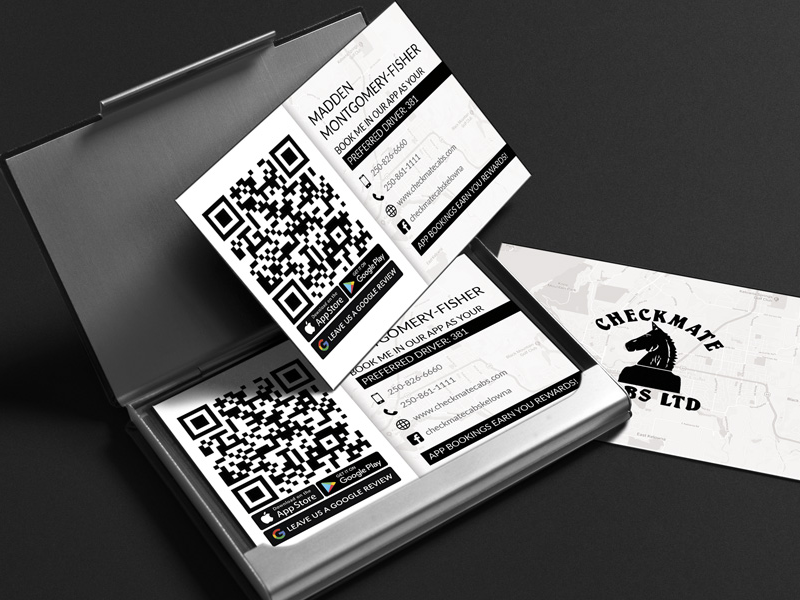 MADDEN
MONTGOMERY-FISHER
BOOK ME IN OUR APP AS YOUR
PREFERRED DRIVER: 381
250-826-6660
250-861-1111
www.checkmatecabs.com
checkmatecabskelowna
APP BOOKINGS EARN YOU REWARDS!
Download on the
App Store
GET IT ON
Google Play
LEAVE US A GOOGLE REVIEW
GOMERY-FISHER
BOOK ME IN OUR APP AS YOUR
PREFERRED DRIVER: 381
250-826-6660
250-861-1111
www.checkmatecabs.com
checkmatecabskelowna
APP BOOKINGS EARN YOU REWARDS!
Download on the
App Store
GET IT ON
Google Play
LEAVE US A GOOGLE REVIEW
CHECKMATE
BS LTD